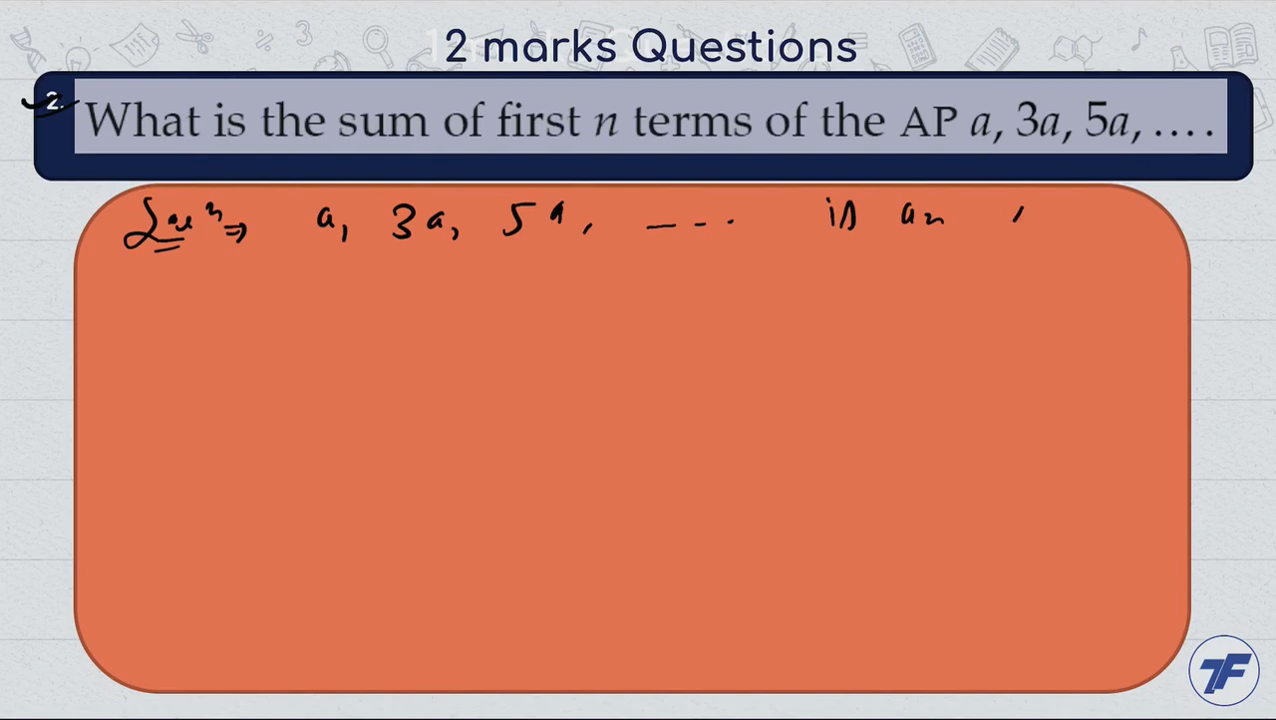 2 marks Questions
2. What is the sum of first n terms of the AP a, 3a, 5a, ….
Solⁿ ⇒ a, 3a, 5a, --- . is an